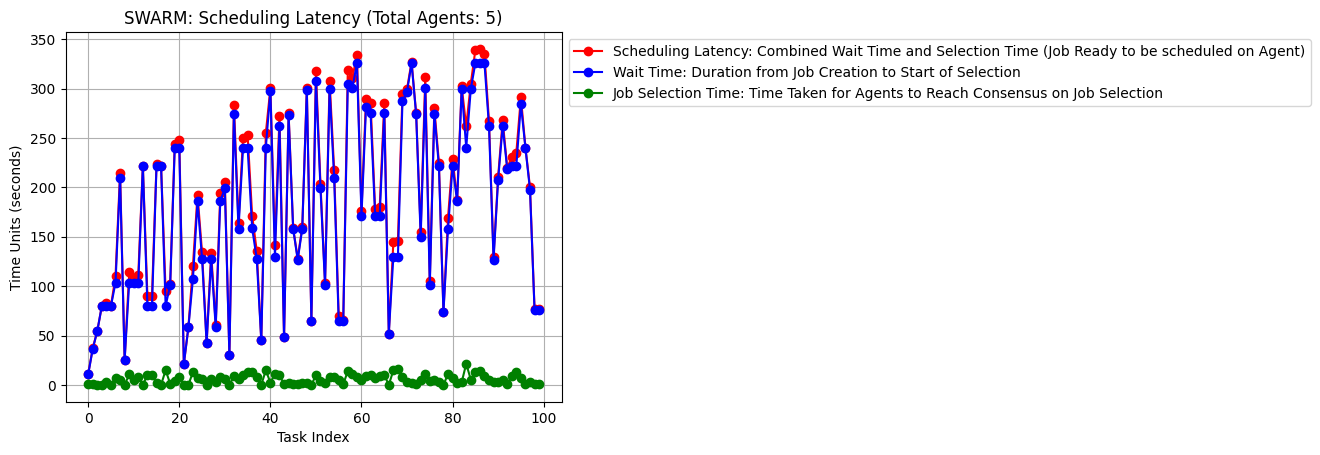 SWARM: Scheduling Latency (Total Agents: 5)
350
300
250
200
150
100
50
0
Time Units (seconds)
0 20 40 60 80 100
Task Index
Scheduling Latency: Combined Wait Time and Selection Time (Job Ready to be scheduled on Agent)
Wait Time: Duration from Job Creation to Start of Selection
Job Selection Time: Time Taken for Agents to Reach Consensus on Job Selection